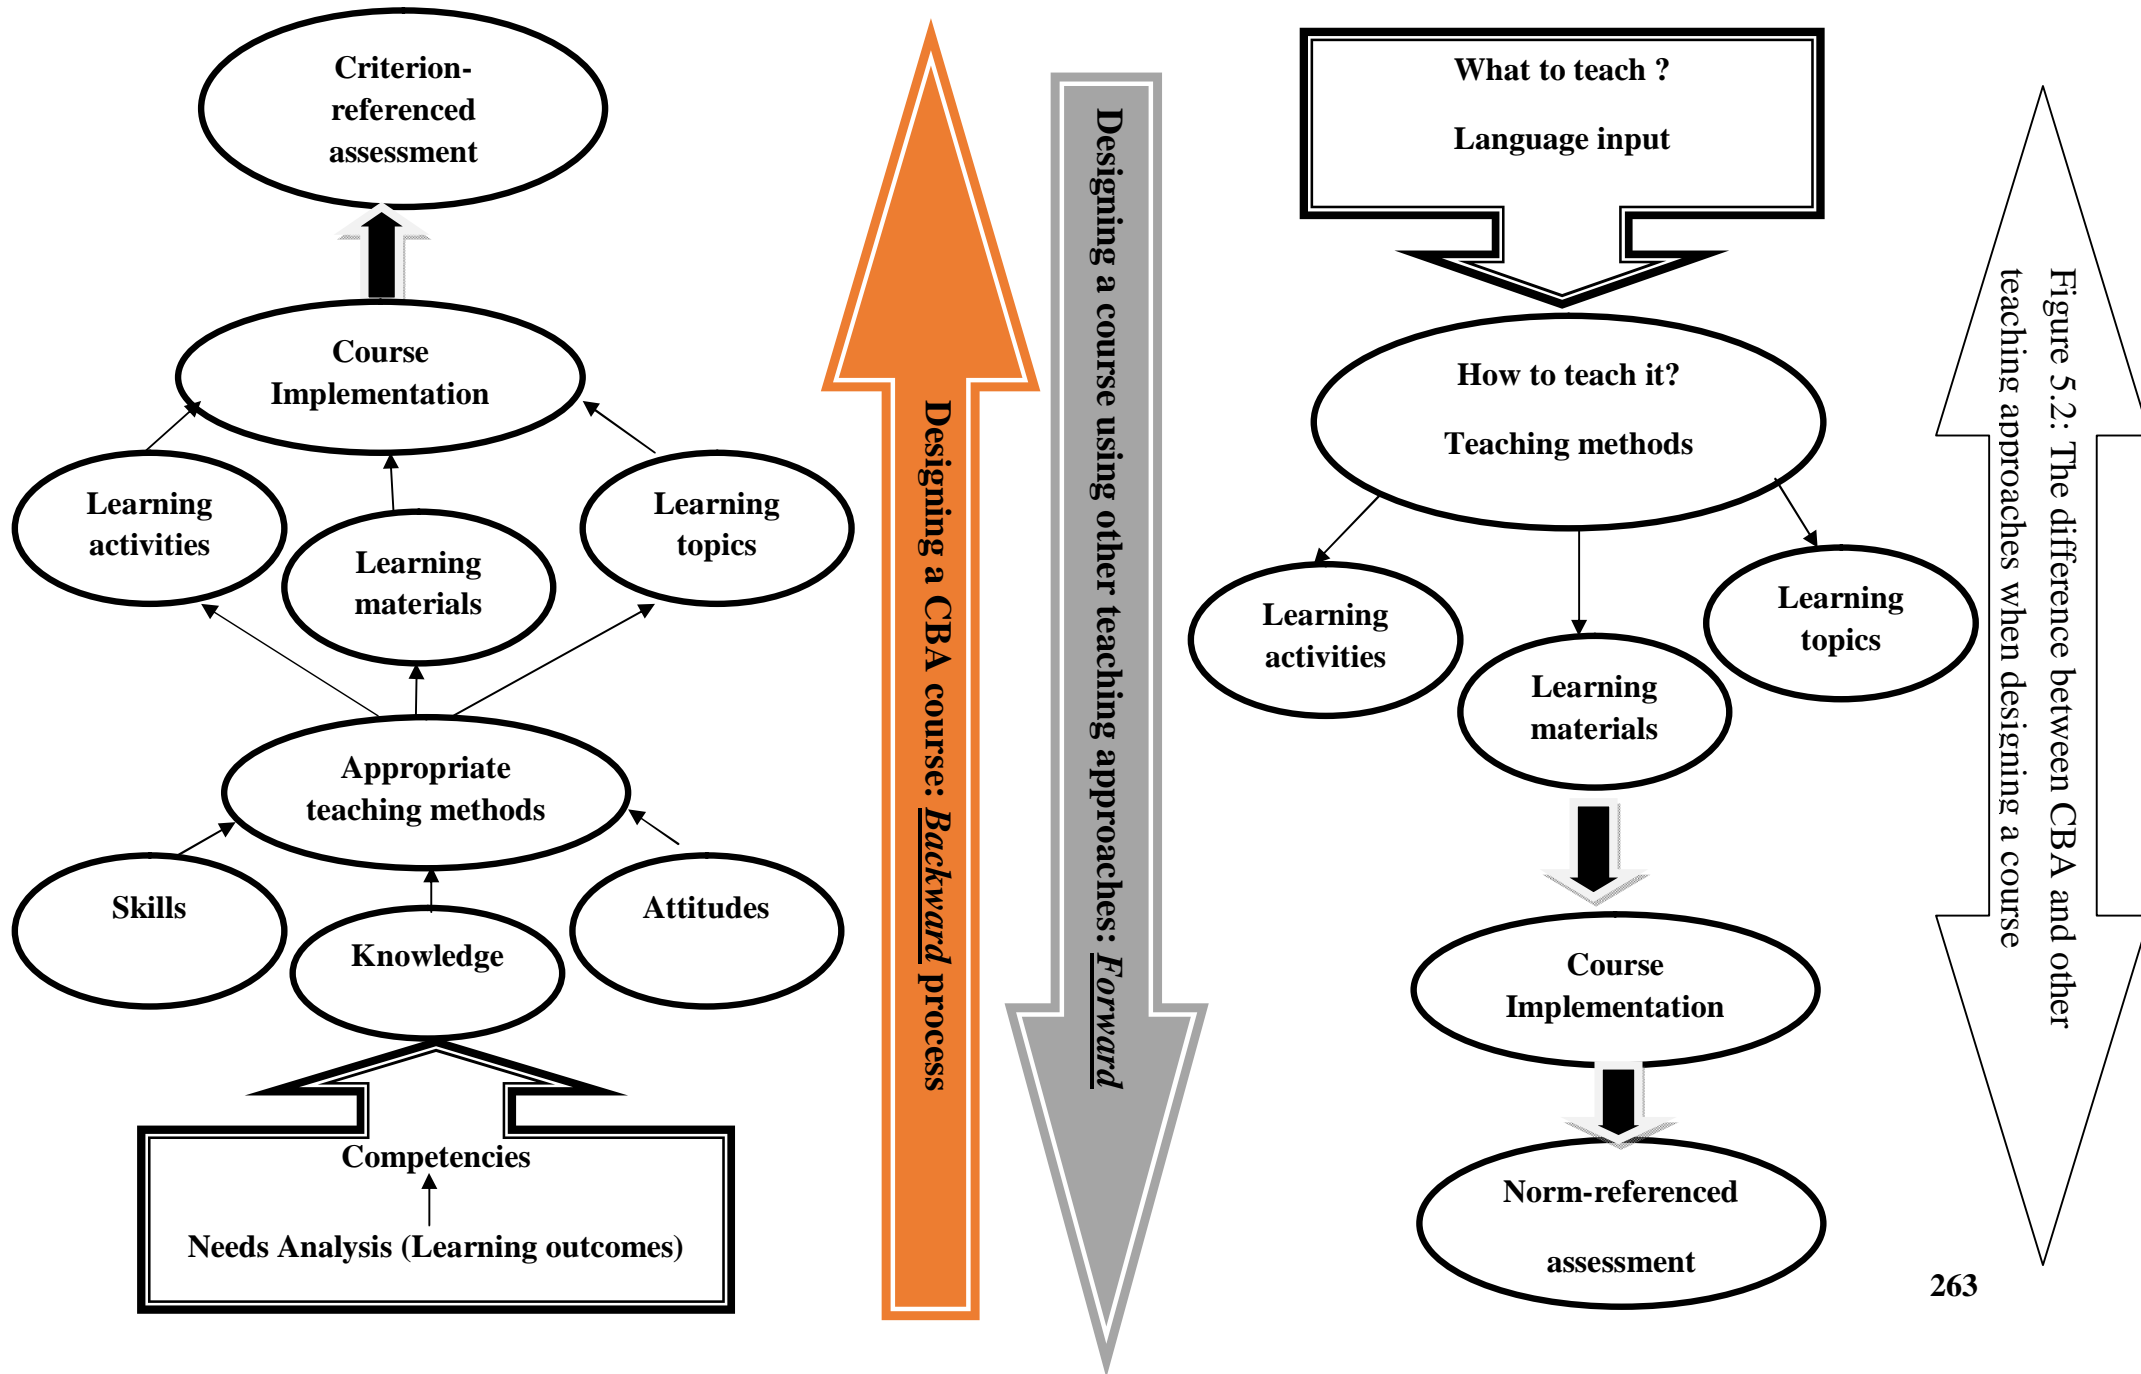 Criterion-
referenced
assessment
Course
Implementation
Learning
activities
Learning
materials
Learning
topics
Appropriate
teaching methods
Skills
Knowledge
Attitudes
Competencies
Needs Analysis (Learning outcomes)
Designing a CBA course: Backward process
Designing a course using other teaching approaches: Forward
What to teach ?
Language input
How to teach it?
Teaching methods
Learning
activities
Learning
materials
Learning
topics
Course
Implementation
Norm-referenced
assessment
Figure 5.2: The difference between CBA and other
teaching approaches when designing a course
263